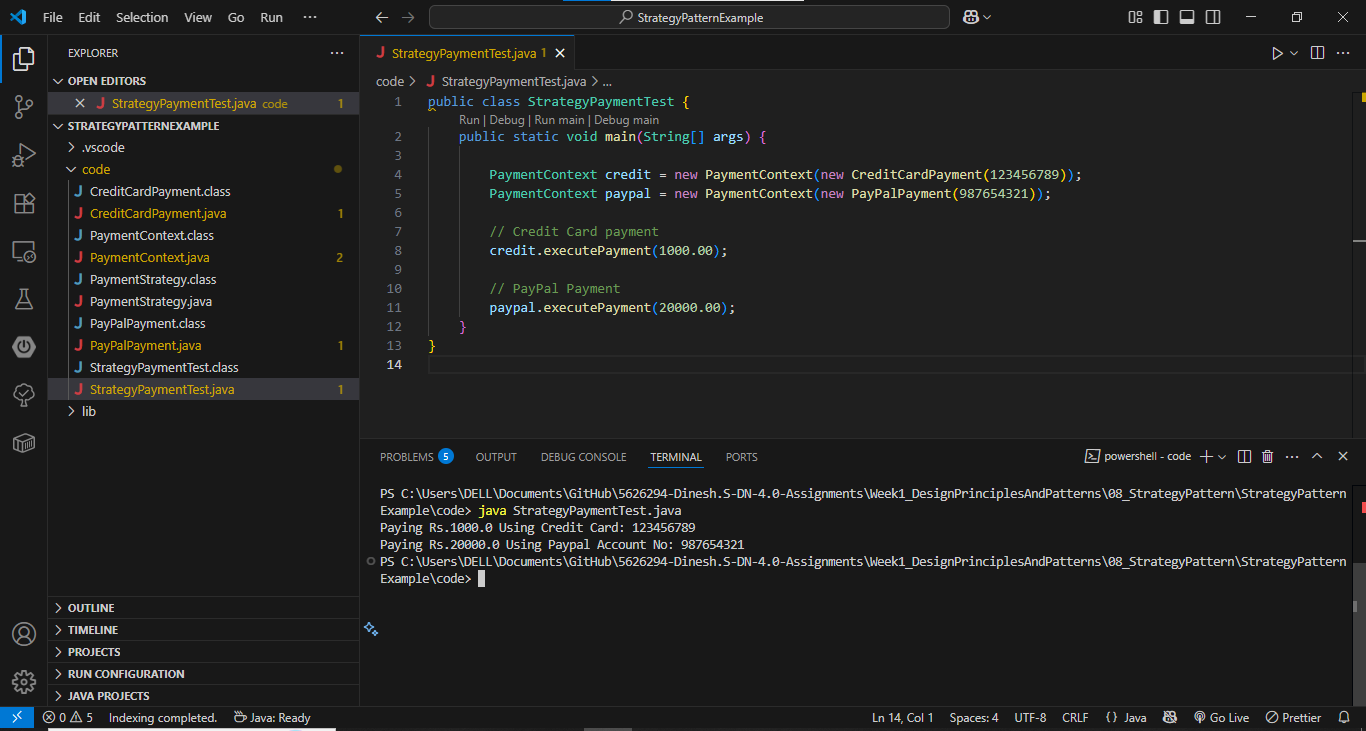 File Edit Selection View Go Run ··· StrategyPatternExample
EXPLORER ···
OPEN EDITORS
StrategyPaymentTest.java code 1
STRATEGYPATTERNEXAMPLE
.vscode
code
CreditCardPayment.class
CreditCardPayment.java 1
PaymentContext.class
PaymentContext.java 2
PaymentStrategy.class
PaymentStrategy.java
PayPalPayment.class
PayPalPayment.java 1
StrategyPaymentTest.class
StrategyPaymentTest.java 1
lib
OUTLINE
TIMELINE
PROJECTS
RUN CONFIGURATION
JAVA PROJECTS
StrategyPaymentTest.java 1
code > StrategyPaymentTest.java > ...
1 public class StrategyPaymentTest {
Run | Debug | Run main | Debug main
2 public static void main(String[] args) {
3
4 PaymentContext credit = new PaymentContext(new CreditCardPayment(123456789));
5 PaymentContext paypal = new PaymentContext(new PayPalPayment(987654321));
6
7 // Credit Card payment
8 credit.executePayment(1000.00);
9
10 // PayPal Payment
11 paypal.executePayment(20000.00);
12 }
13 }
14
PROBLEMS 5 OUTPUT DEBUG CONSOLE TERMINAL PORTS powershell - code
PS C:\Users\DELL\Documents\GitHub\5626294-Dinesh.S-DN-4.0-Assignments\Week1_DesignPrinciplesAndPatterns\08_StrategyPattern\StrategyPattern
Example\code> java StrategyPaymentTest.java
Paying Rs.1000.0 Using Credit Card: 123456789
Paying Rs.20000.0 Using Paypal Account No: 987654321
PS C:\Users\DELL\Documents\GitHub\5626294-Dinesh.S-DN-4.0-Assignments\Week1_DesignPrinciplesAndPatterns\08_StrategyPattern\StrategyPattern
Example\code>
0 5 Indexing completed. Java: Ready Ln 14, Col 1 Spaces: 4 UTF-8 CRLF {} Java Go Live Prettier